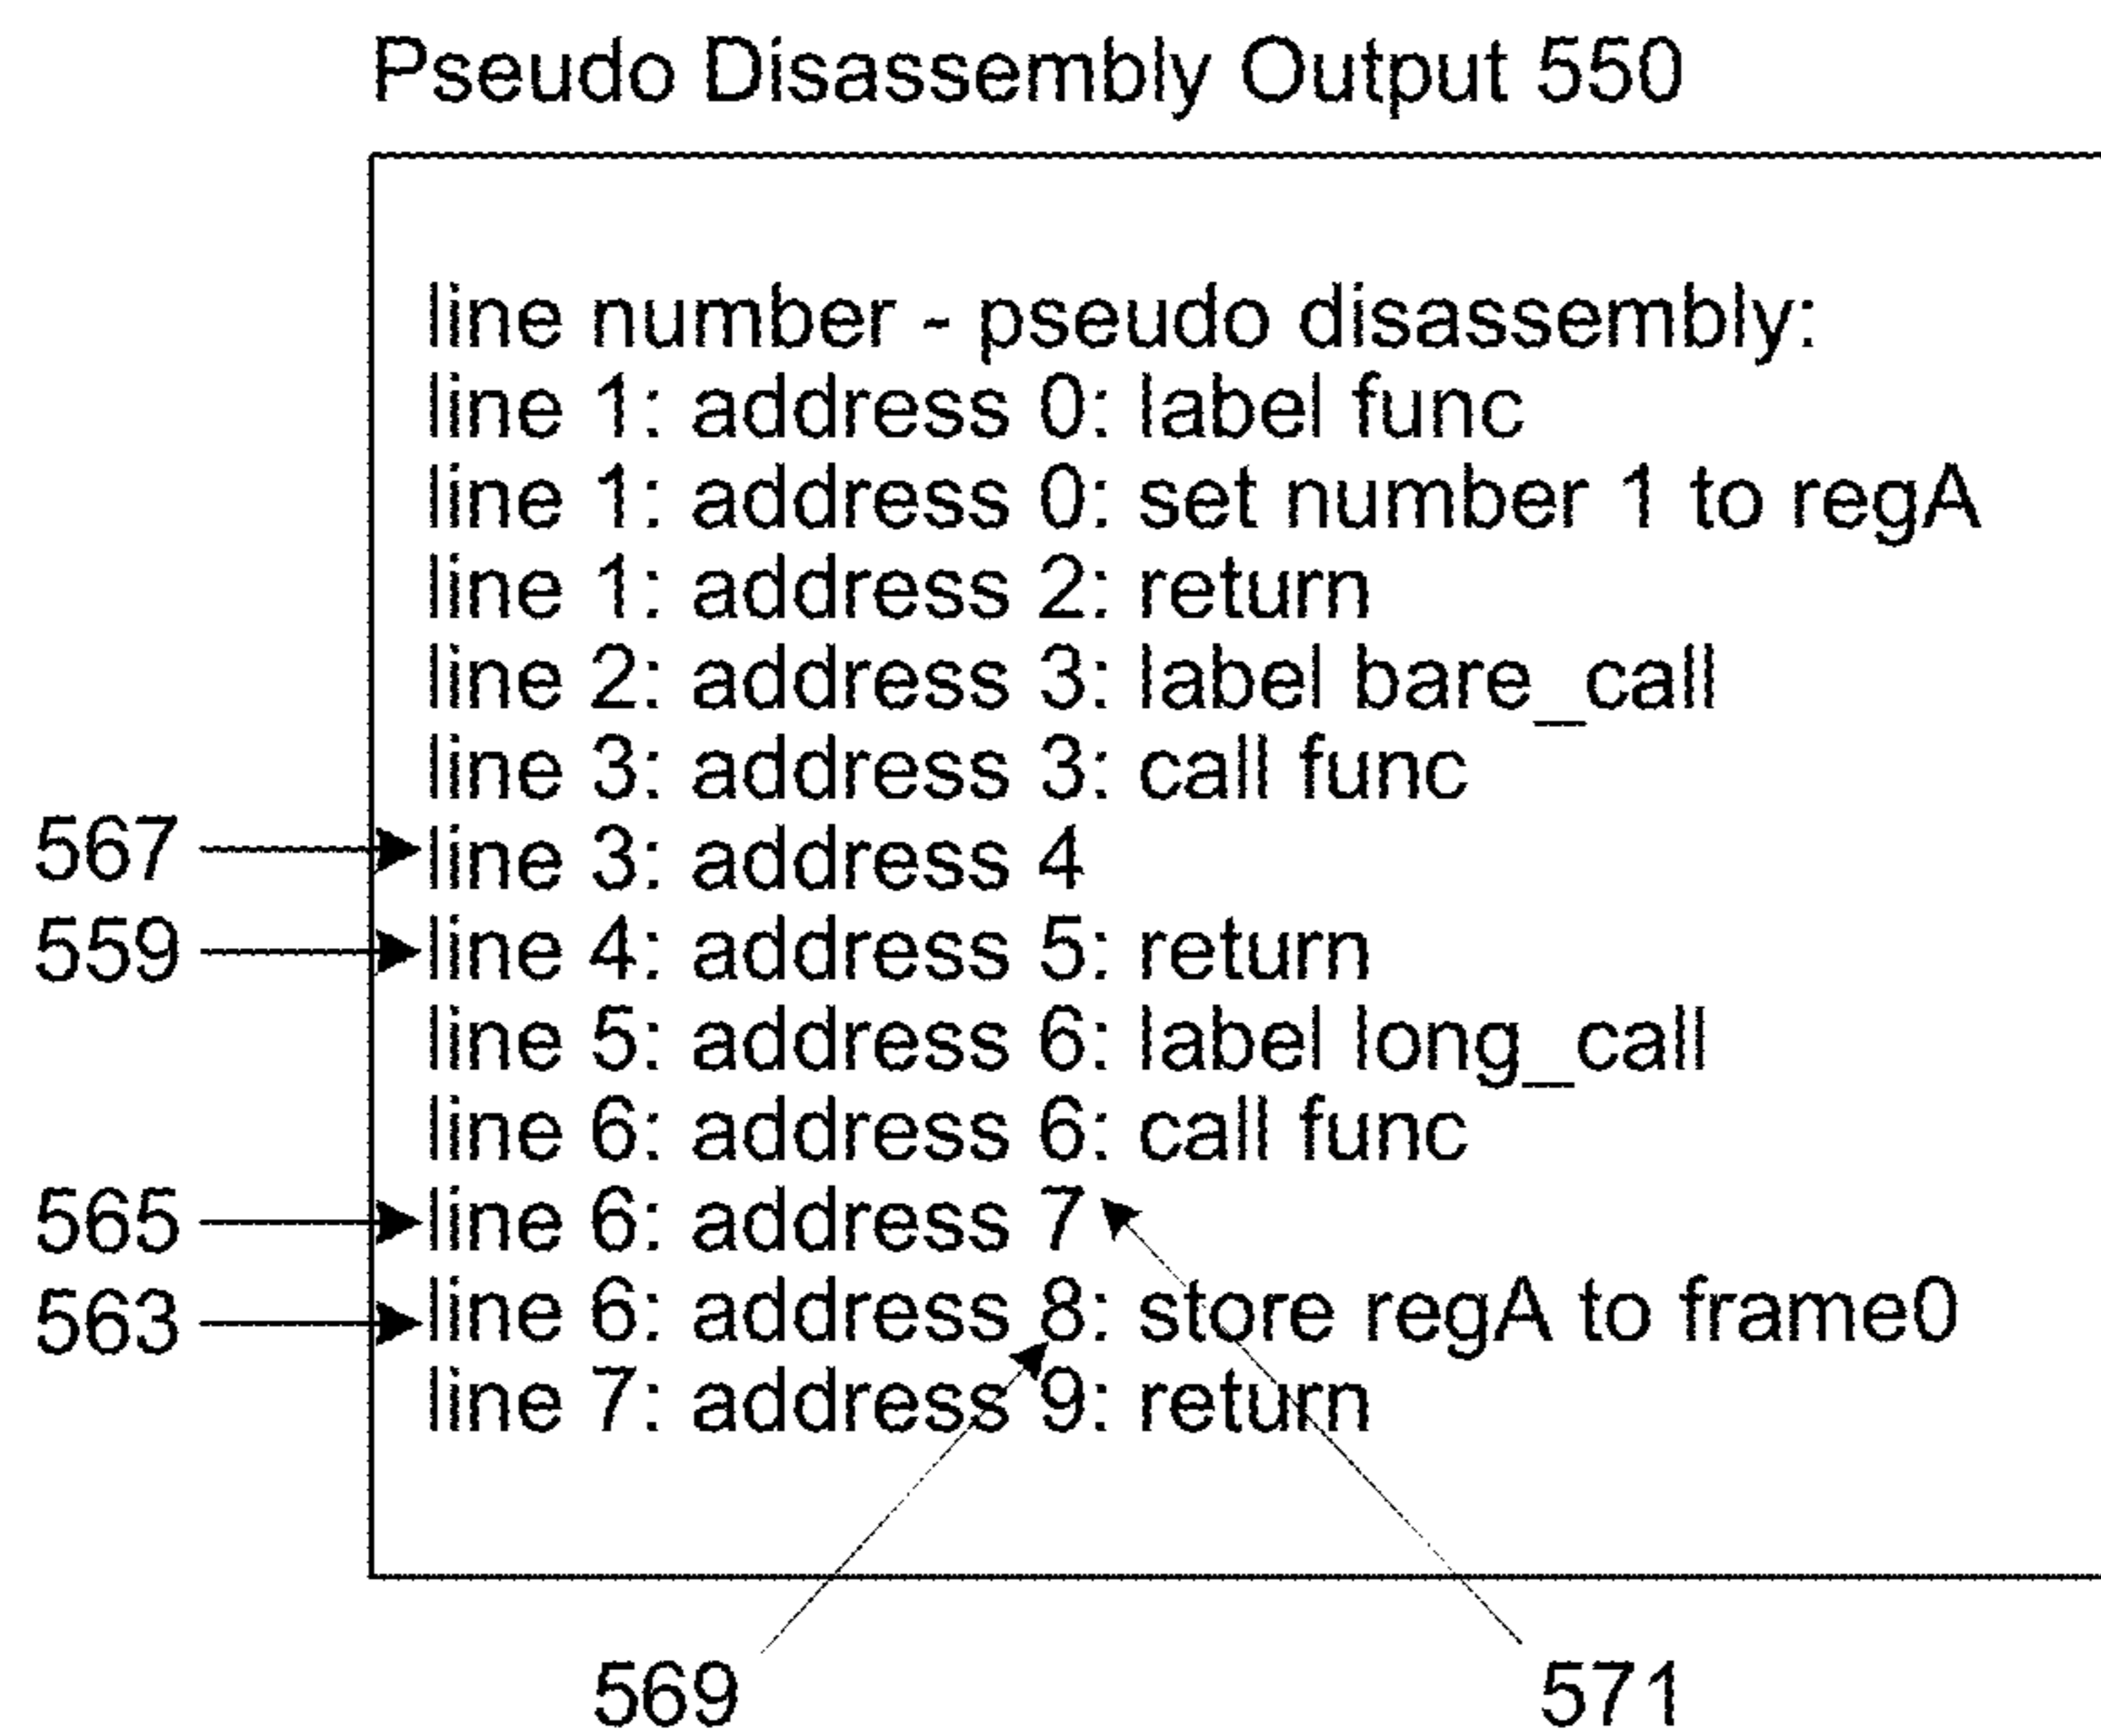 Pseudo Disassembly Output 550
line number - pseudo disassembly:
line 1: address 0: label func
line 1: address 0: set number 1 to regA
line 1: address 2: return
line 2: address 3: label bare_call
line 3: address 3: call func
567 line 3: address 4
559 line 4: address 5: return
line 5: address 6: label long_call
line 6: address 6: call func
565 line 6: address 7
563 line 6: address 8: store regA to frame0
line 7: address 9: return
569 571